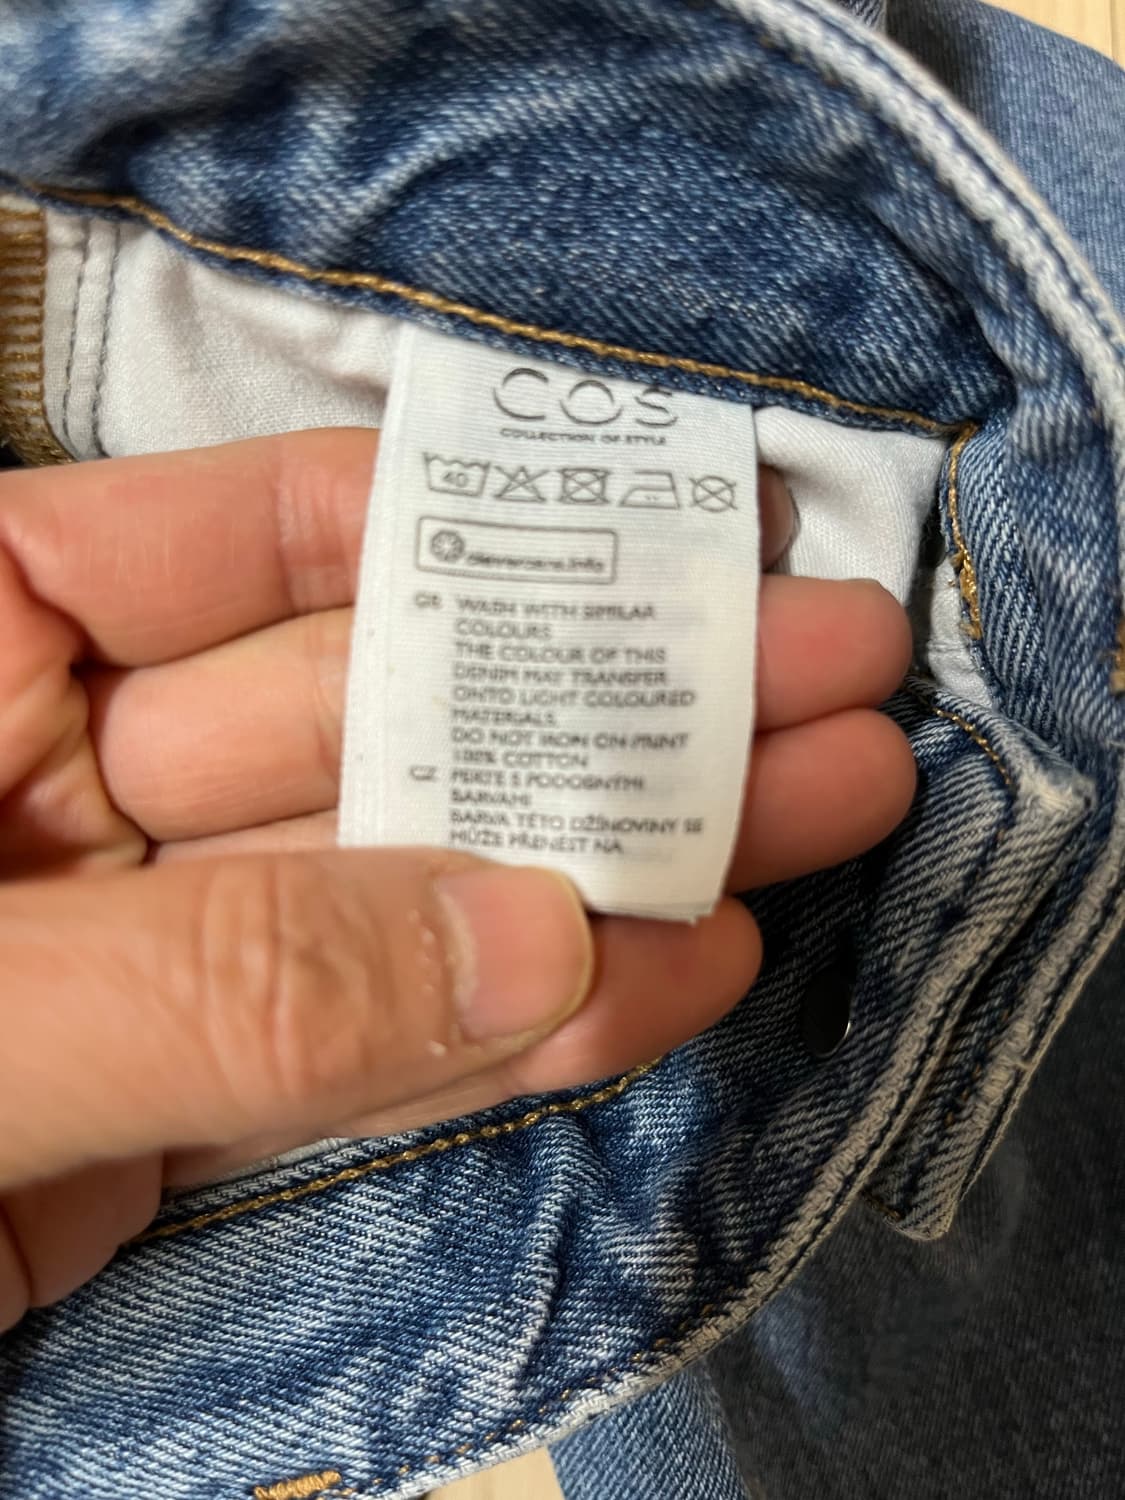 COS
COLLECTION OF STYLE
40
clevercare.info
GB WASH WITH SIMILAR
COLOURS
THE COLOUR OF THIS
DENIM MAY TRANSFER
ONTO LIGHT COLOURED
MATERIALS
DO NOT IRON ON PRINT
100% COTTON
CZ PERTE S PODOBNÝMI
BARVAMI
BARVA TÉTO DŽÍNOVINY SE
MŮŽE PŘENEST NA